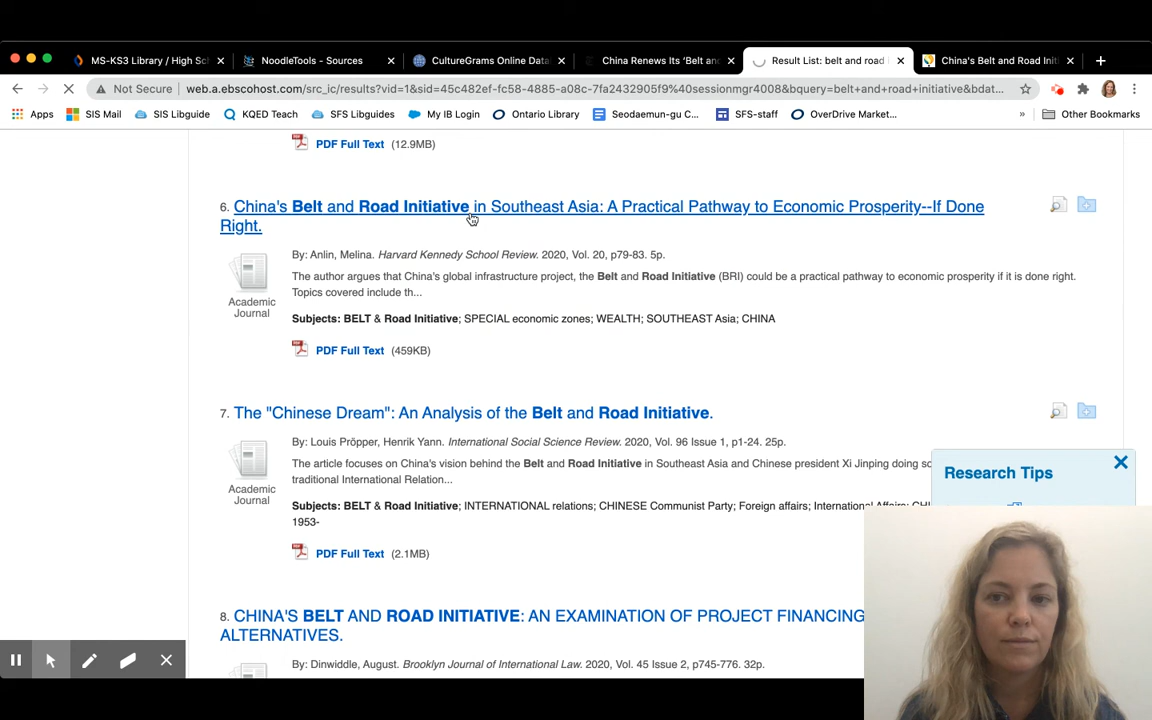 MS-KS3 Library / High Sc
NoodleTools - Sources
CultureGrams Online Data
China Renews Its 'Belt an
Result List: belt and road
China's Belt and Road Initi
Not Secure
web.a.ebscohost.com/src_ic/results?vid=1&sid=45c482ef-fc58-4885-a08c-7fa2432905f9%40sessionmgr4008&bquery=belt+and+road+initiative&bdat...
Apps
SIS Mail
SIS Libguide
KQED Teach
SFS Libguides
My IB Login
Ontario Library
Seodaemun-gu C...
SFS-staff
OverDrive Market...
»
Other Bookmarks
PDF Full Text (12.9MB)
6. China's Belt and Road Initiative in Southeast Asia: A Practical Pathway to Economic Prosperity--If Done
Right.
By: Anlin, Melina. Harvard Kennedy School Review. 2020, Vol. 20, p79-83. 5p.
The author argues that China's global infrastructure project, the Belt and Road Initiative (BRI) could be a practical pathway to economic prosperity if it is done right.
Topics covered include th...
Academic
Journal
Subjects: BELT & Road Initiative; SPECIAL economic zones; WEALTH; SOUTHEAST Asia; CHINA
PDF Full Text (459KB)
7. The "Chinese Dream": An Analysis of the Belt and Road Initiative.
By: Louis Pröpper, Henrik Yann. International Social Science Review. 2020, Vol. 96 Issue 1, p1-24. 25p.
The article focuses on China's vision behind the Belt and Road Initiative in Southeast Asia and Chinese president Xi Jinping doing so
traditional International Relation...
Academic
Journal
Subjects: BELT & Road Initiative; INTERNATIONAL relations; CHINESE Communist Party; Foreign affairs; International Affairs; CHI
1953-
PDF Full Text (2.1MB)
Research Tips
8. CHINA'S BELT AND ROAD INITIATIVE: AN EXAMINATION OF PROJECT FINANCING
ALTERNATIVES.
By: Dinwiddie, August. Brooklyn Journal of International Law. 2020, Vol. 45 Issue 2, p745-776. 32p.